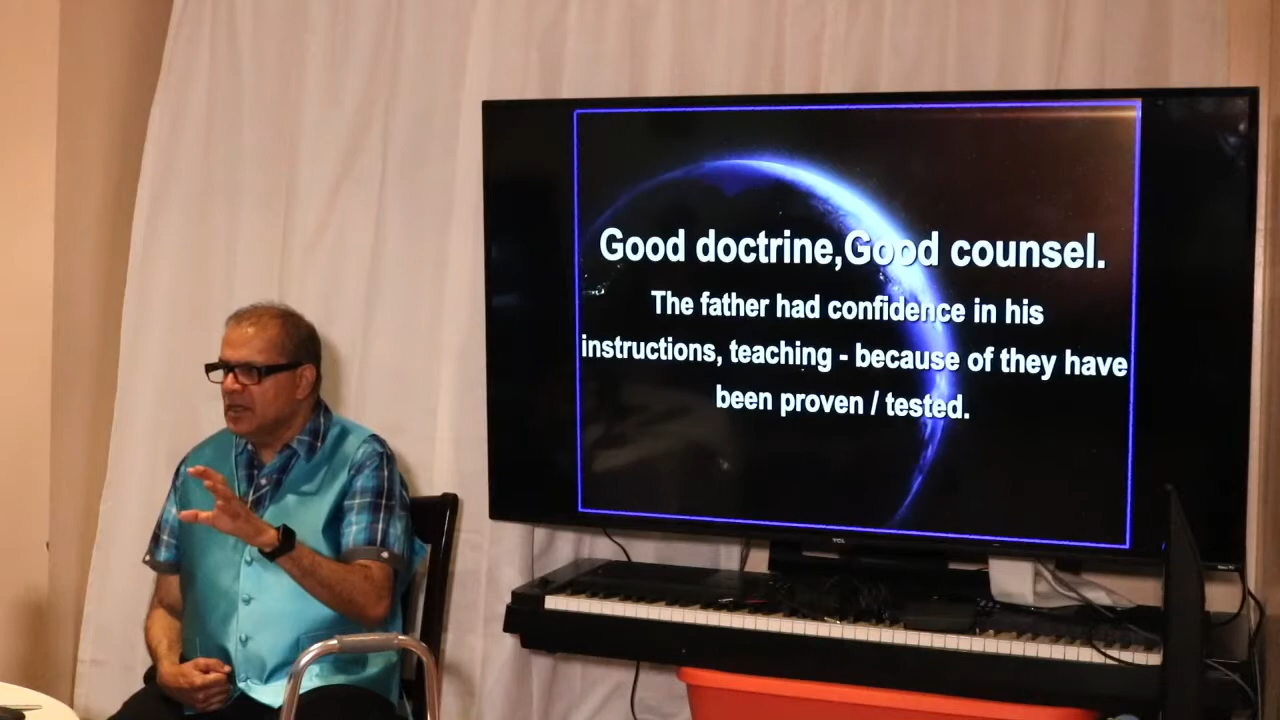 Good doctrine,Good counsel.
The father had confidence in his
instructions, teaching - because of they have
been proven / tested.
TCL